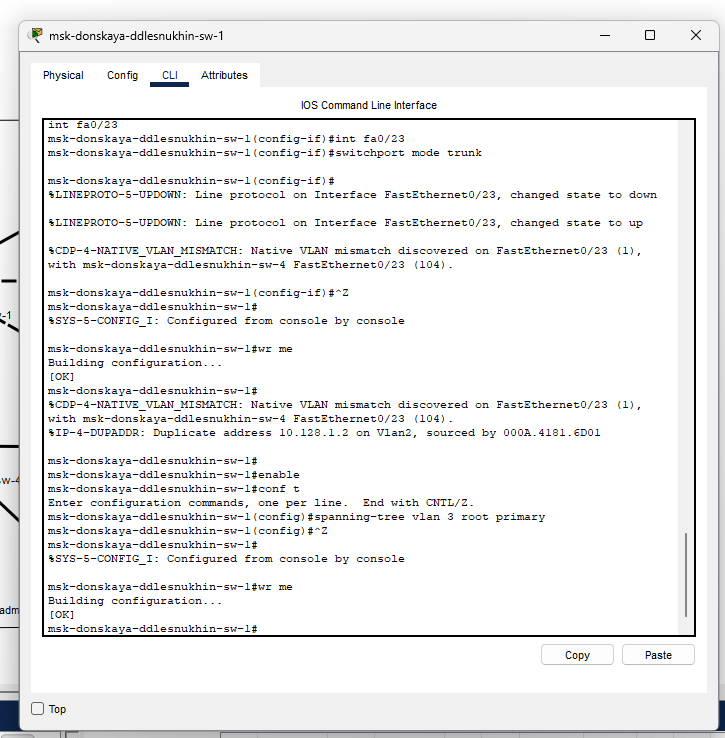 msk-donskaya-ddlesnukhin-sw-1
Physical Config CLI Attributes
IOS Command Line Interface
int fa0/23
msk-donskaya-ddlesnukhin-sw-1(config-if)#int fa0/23
msk-donskaya-ddlesnukhin-sw-1(config-if)#switchport mode trunk
msk-donskaya-ddlesnukhin-sw-1(config-if)#
%LINEPROTO-5-UPDOWN: Line protocol on Interface FastEthernet0/23, changed state to down
%LINEPROTO-5-UPDOWN: Line protocol on Interface FastEthernet0/23, changed state to up
%CDP-4-NATIVE_VLAN_MISMATCH: Native VLAN mismatch discovered on FastEthernet0/23 (1),
with msk-donskaya-ddlesnukhin-sw-4 FastEthernet0/23 (104).
msk-donskaya-ddlesnukhin-sw-1(config-if)#^Z
msk-donskaya-ddlesnukhin-sw-1#
%SYS-5-CONFIG_I: Configured from console by console
msk-donskaya-ddlesnukhin-sw-1#wr me
Building configuration...
[OK]
msk-donskaya-ddlesnukhin-sw-1#
%CDP-4-NATIVE_VLAN_MISMATCH: Native VLAN mismatch discovered on FastEthernet0/23 (1),
with msk-donskaya-ddlesnukhin-sw-4 FastEthernet0/23 (104).
%IP-4-DUPADDR: Duplicate address 10.128.1.2 on Vlan2, sourced by 000A.4181.6D01
msk-donskaya-ddlesnukhin-sw-1#
msk-donskaya-ddlesnukhin-sw-1#enable
msk-donskaya-ddlesnukhin-sw-1#conf t
Enter configuration commands, one per line.  End with CNTL/Z.
msk-donskaya-ddlesnukhin-sw-1(config)#spanning-tree vlan 3 root primary
msk-donskaya-ddlesnukhin-sw-1(config)#^Z
msk-donskaya-ddlesnukhin-sw-1#
%SYS-5-CONFIG_I: Configured from console by console
msk-donskaya-ddlesnukhin-sw-1#wr me
Building configuration...
[OK]
msk-donskaya-ddlesnukhin-sw-1#
Copy Paste
Top
-1
w-4
adm